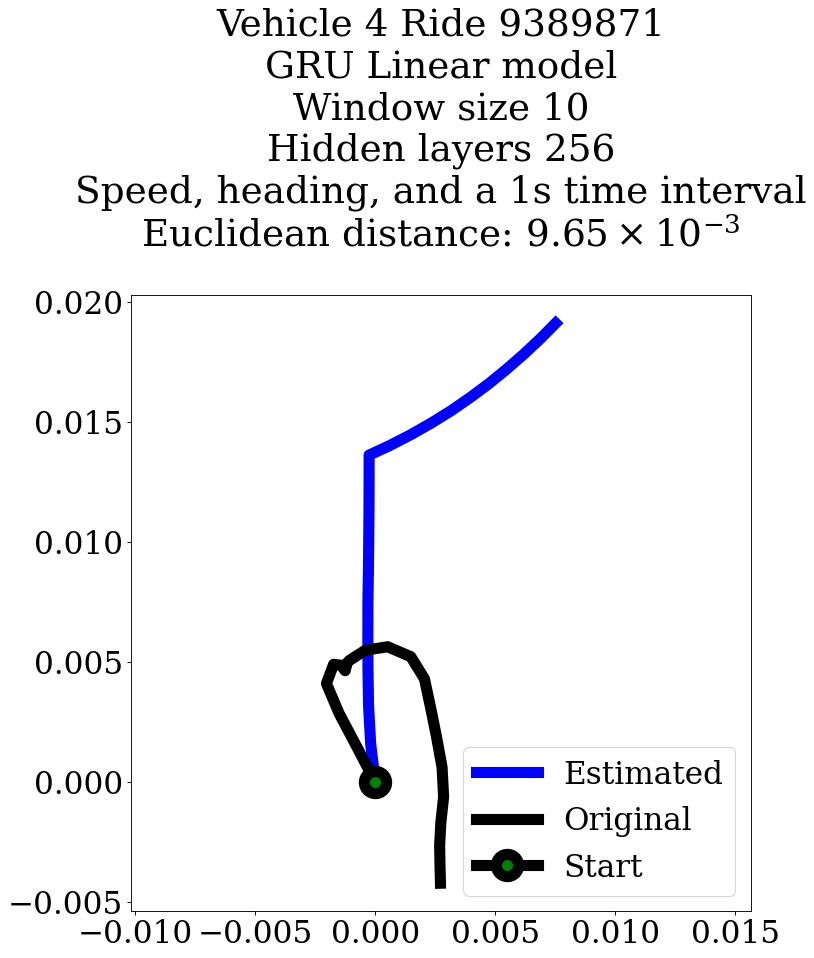 Vehicle 4 Ride 9389871
GRU Linear model
Window size 10
Hidden layers 256
Speed, heading, and a 1s time interval
Euclidean distance: 9.65 × 10⁻³
0.020
0.015
0.010
0.005
0.000
−0.005
Estimated
Original
Start
−0.010 −0.005 0.000 0.005 0.010 0.015